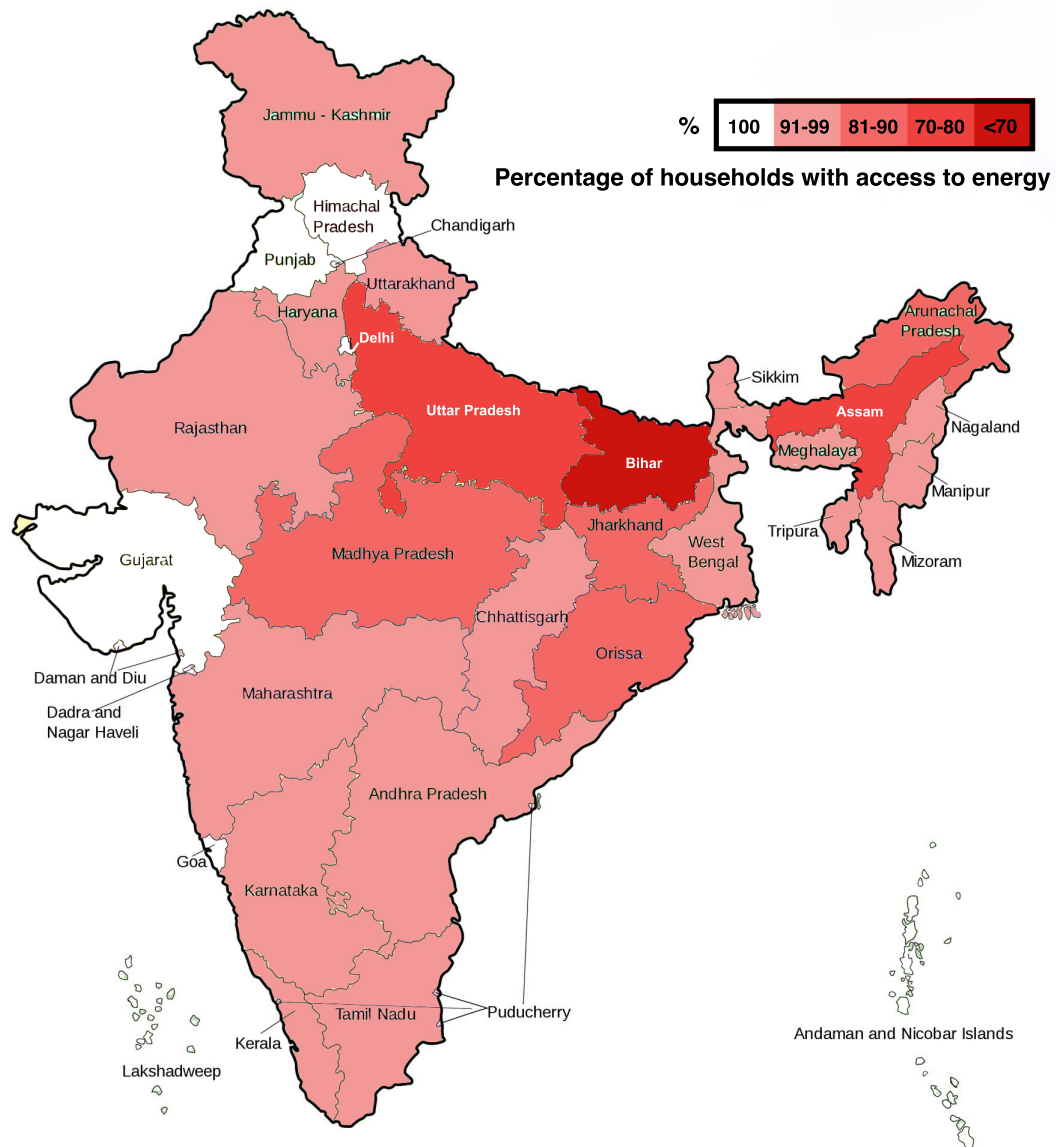 Jammu - Kashmir
% 100 91-99 81-90 70-80 <70
Percentage of households with access to energy
Himachal
Pradesh
Chandigarh
Punjab
Uttarakhand
Haryana
Delhi
Arunachal
Pradesh
Sikkim
Uttar Pradesh
Assam
Rajasthan
Nagaland
Meghalaya
Bihar
Manipur
Jharkhand
Tripura
West
Bengal
Madhya Pradesh
Gujarat
Mizoram
Chhattisgarh
Orissa
Daman and Diu
Maharashtra
Dadra and
Nagar Haveli
Andhra Pradesh
Goa
Karnataka
Tamil Nadu
Puducherry
Kerala
Andaman and Nicobar Islands
Lakshadweep